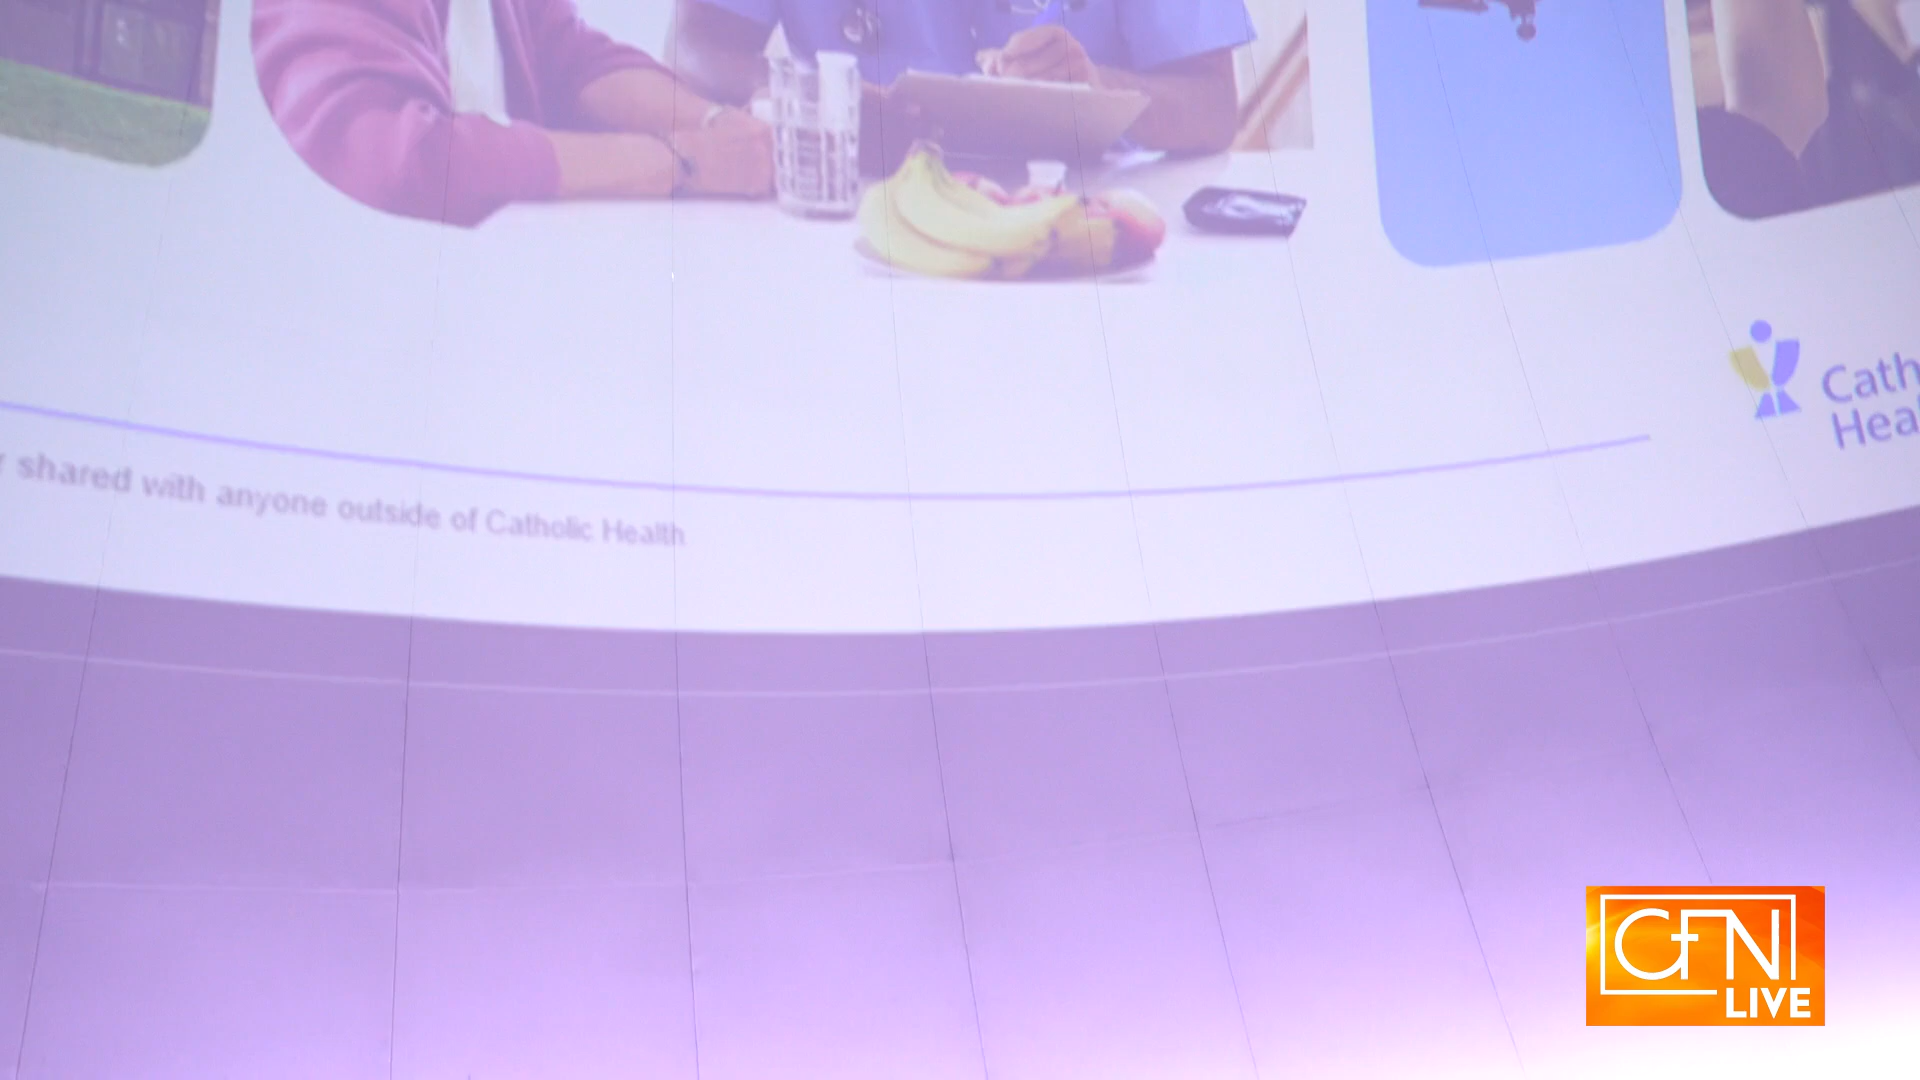 Cath
Hea
shared with anyone outside of Catholic Health
CFN
LIVE